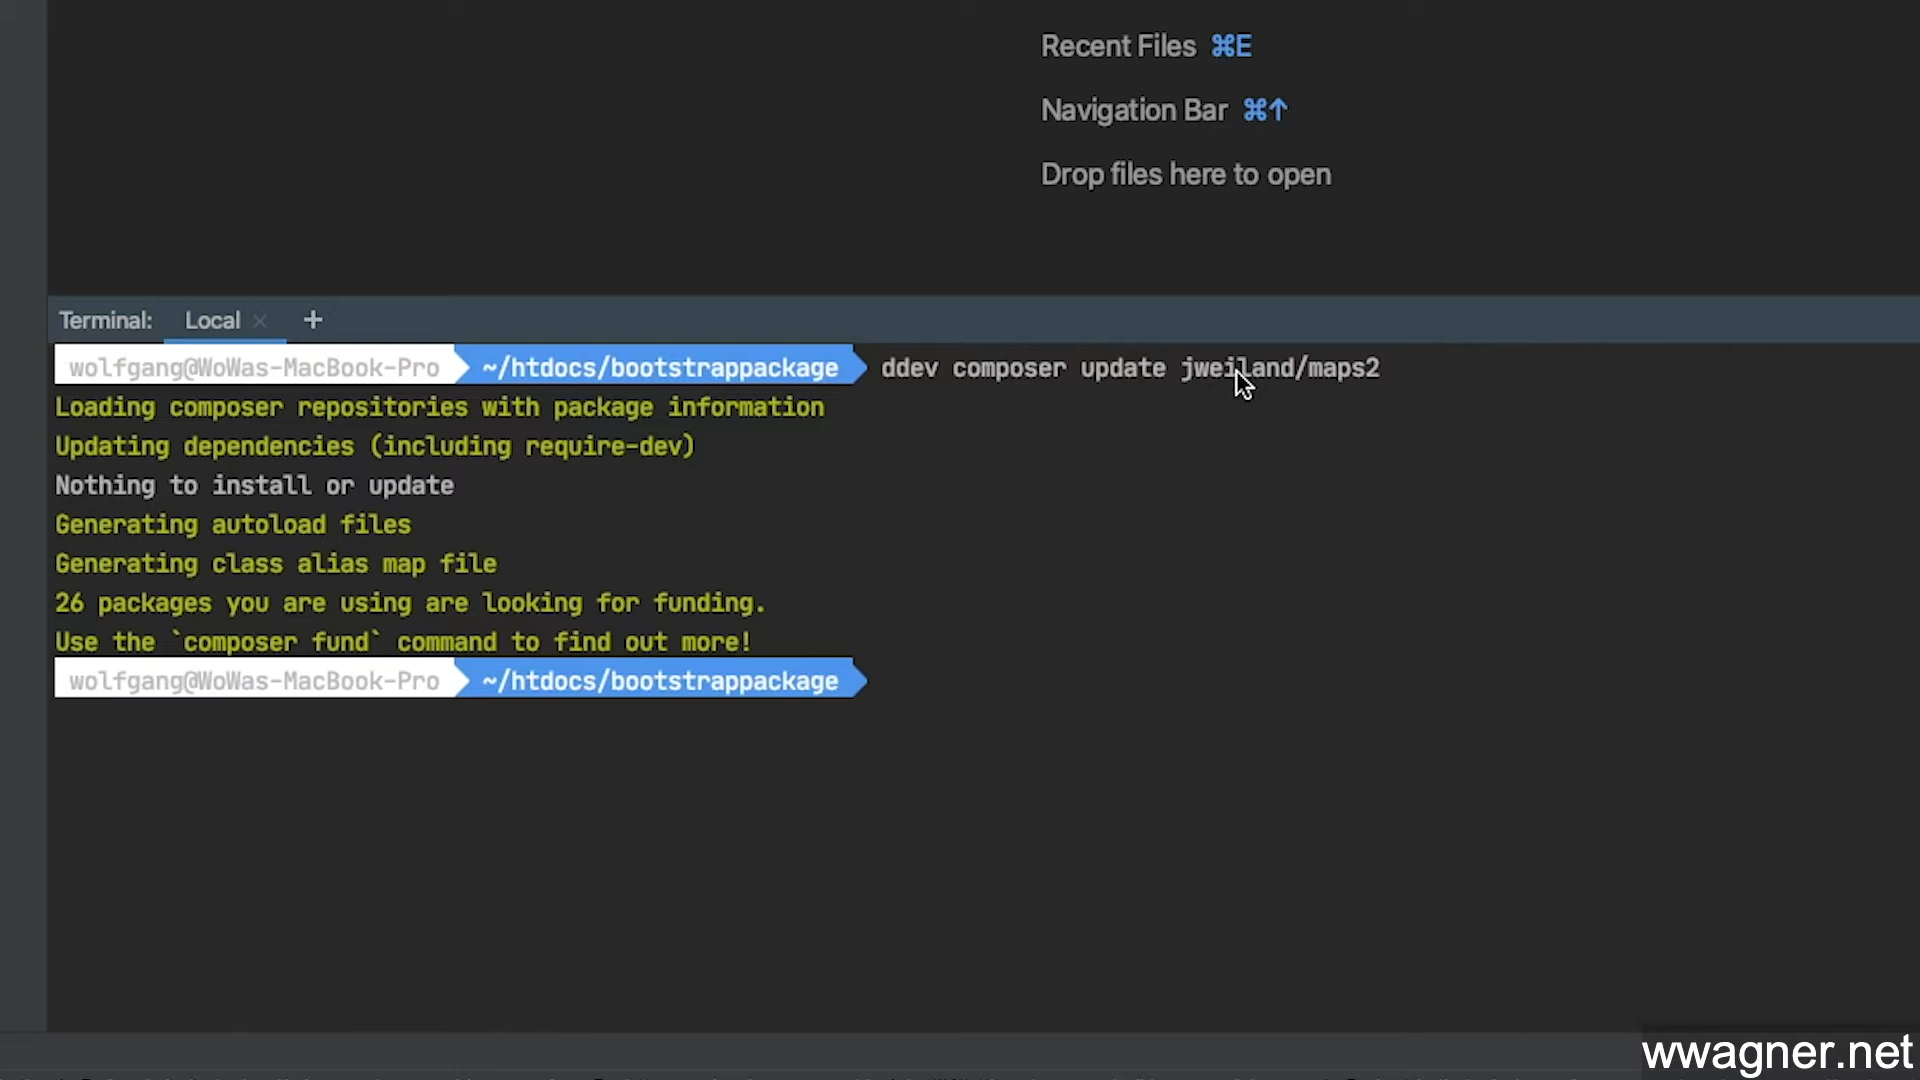 Recent Files ⌘E
Navigation Bar ⌘↑
Drop files here to open
Terminal: Local × +
wolfgang@WoWas-MacBook-Pro ~/htdocs/bootstrappackage ddev composer update jweiland/maps2
Loading composer repositories with package information
Updating dependencies (including require-dev)
Nothing to install or update
Generating autoload files
Generating class alias map file
26 packages you are using are looking for funding.
Use the `composer fund` command to find out more!
wolfgang@WoWas-MacBook-Pro ~/htdocs/bootstrappackage
wwagner.net